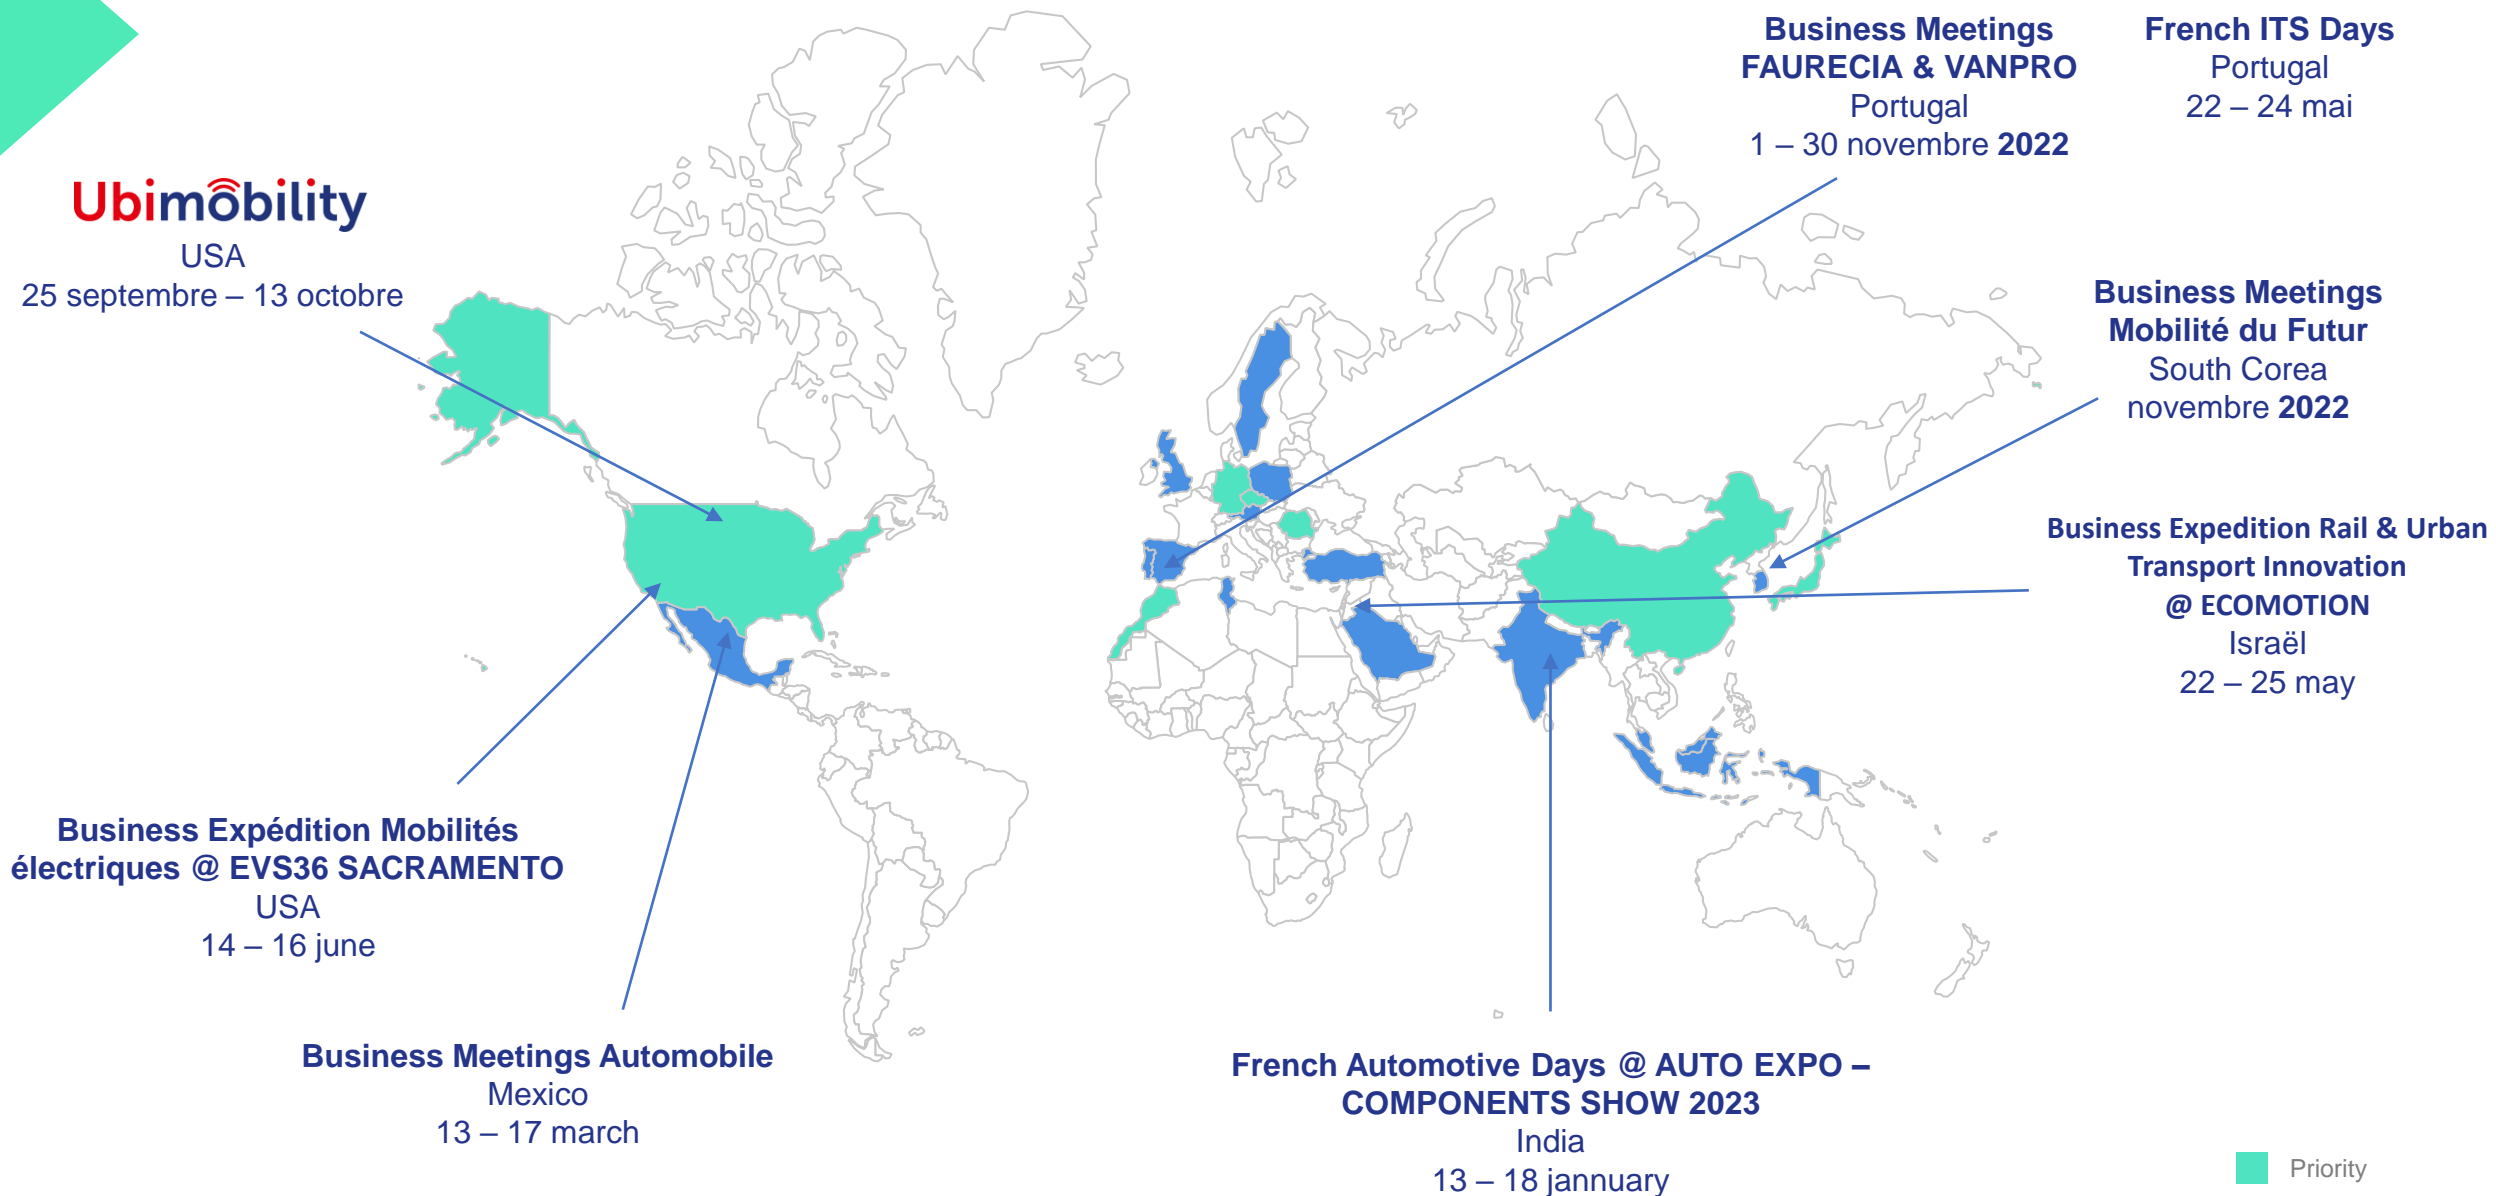 Business Meetings
FAURECIA & VANPRO
Portugal
1 – 30 novembre 2022
French ITS Days
Portugal
22 – 24 mai
Ubimobility
USA
25 septembre – 13 octobre
Business Meetings
Mobilité du Futur
South Corea
novembre 2022
Business Expedition Rail & Urban
Transport Innovation
@ ECOMOTION
Israël
22 – 25 may
Business Expédition Mobilités
électriques @ EVS36 SACRAMENTO
USA
14 – 16 june
Business Meetings Automobile
Mexico
13 – 17 march
French Automotive Days @ AUTO EXPO –
COMPONENTS SHOW 2023
India
13 – 18 jannuary
Priority